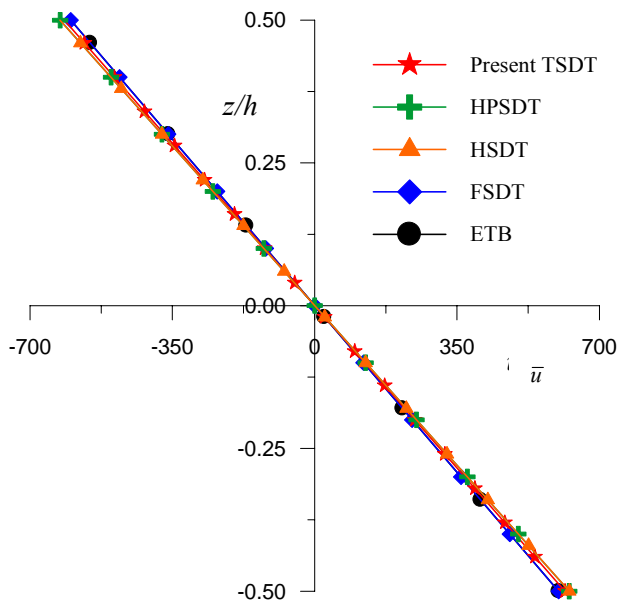 0.50
Present TSDT
z/h
HPSDT
HSDT
0.25
FSDT
ETB
0.00
-700
-350
0
350
700
ū
-0.25
-0.50